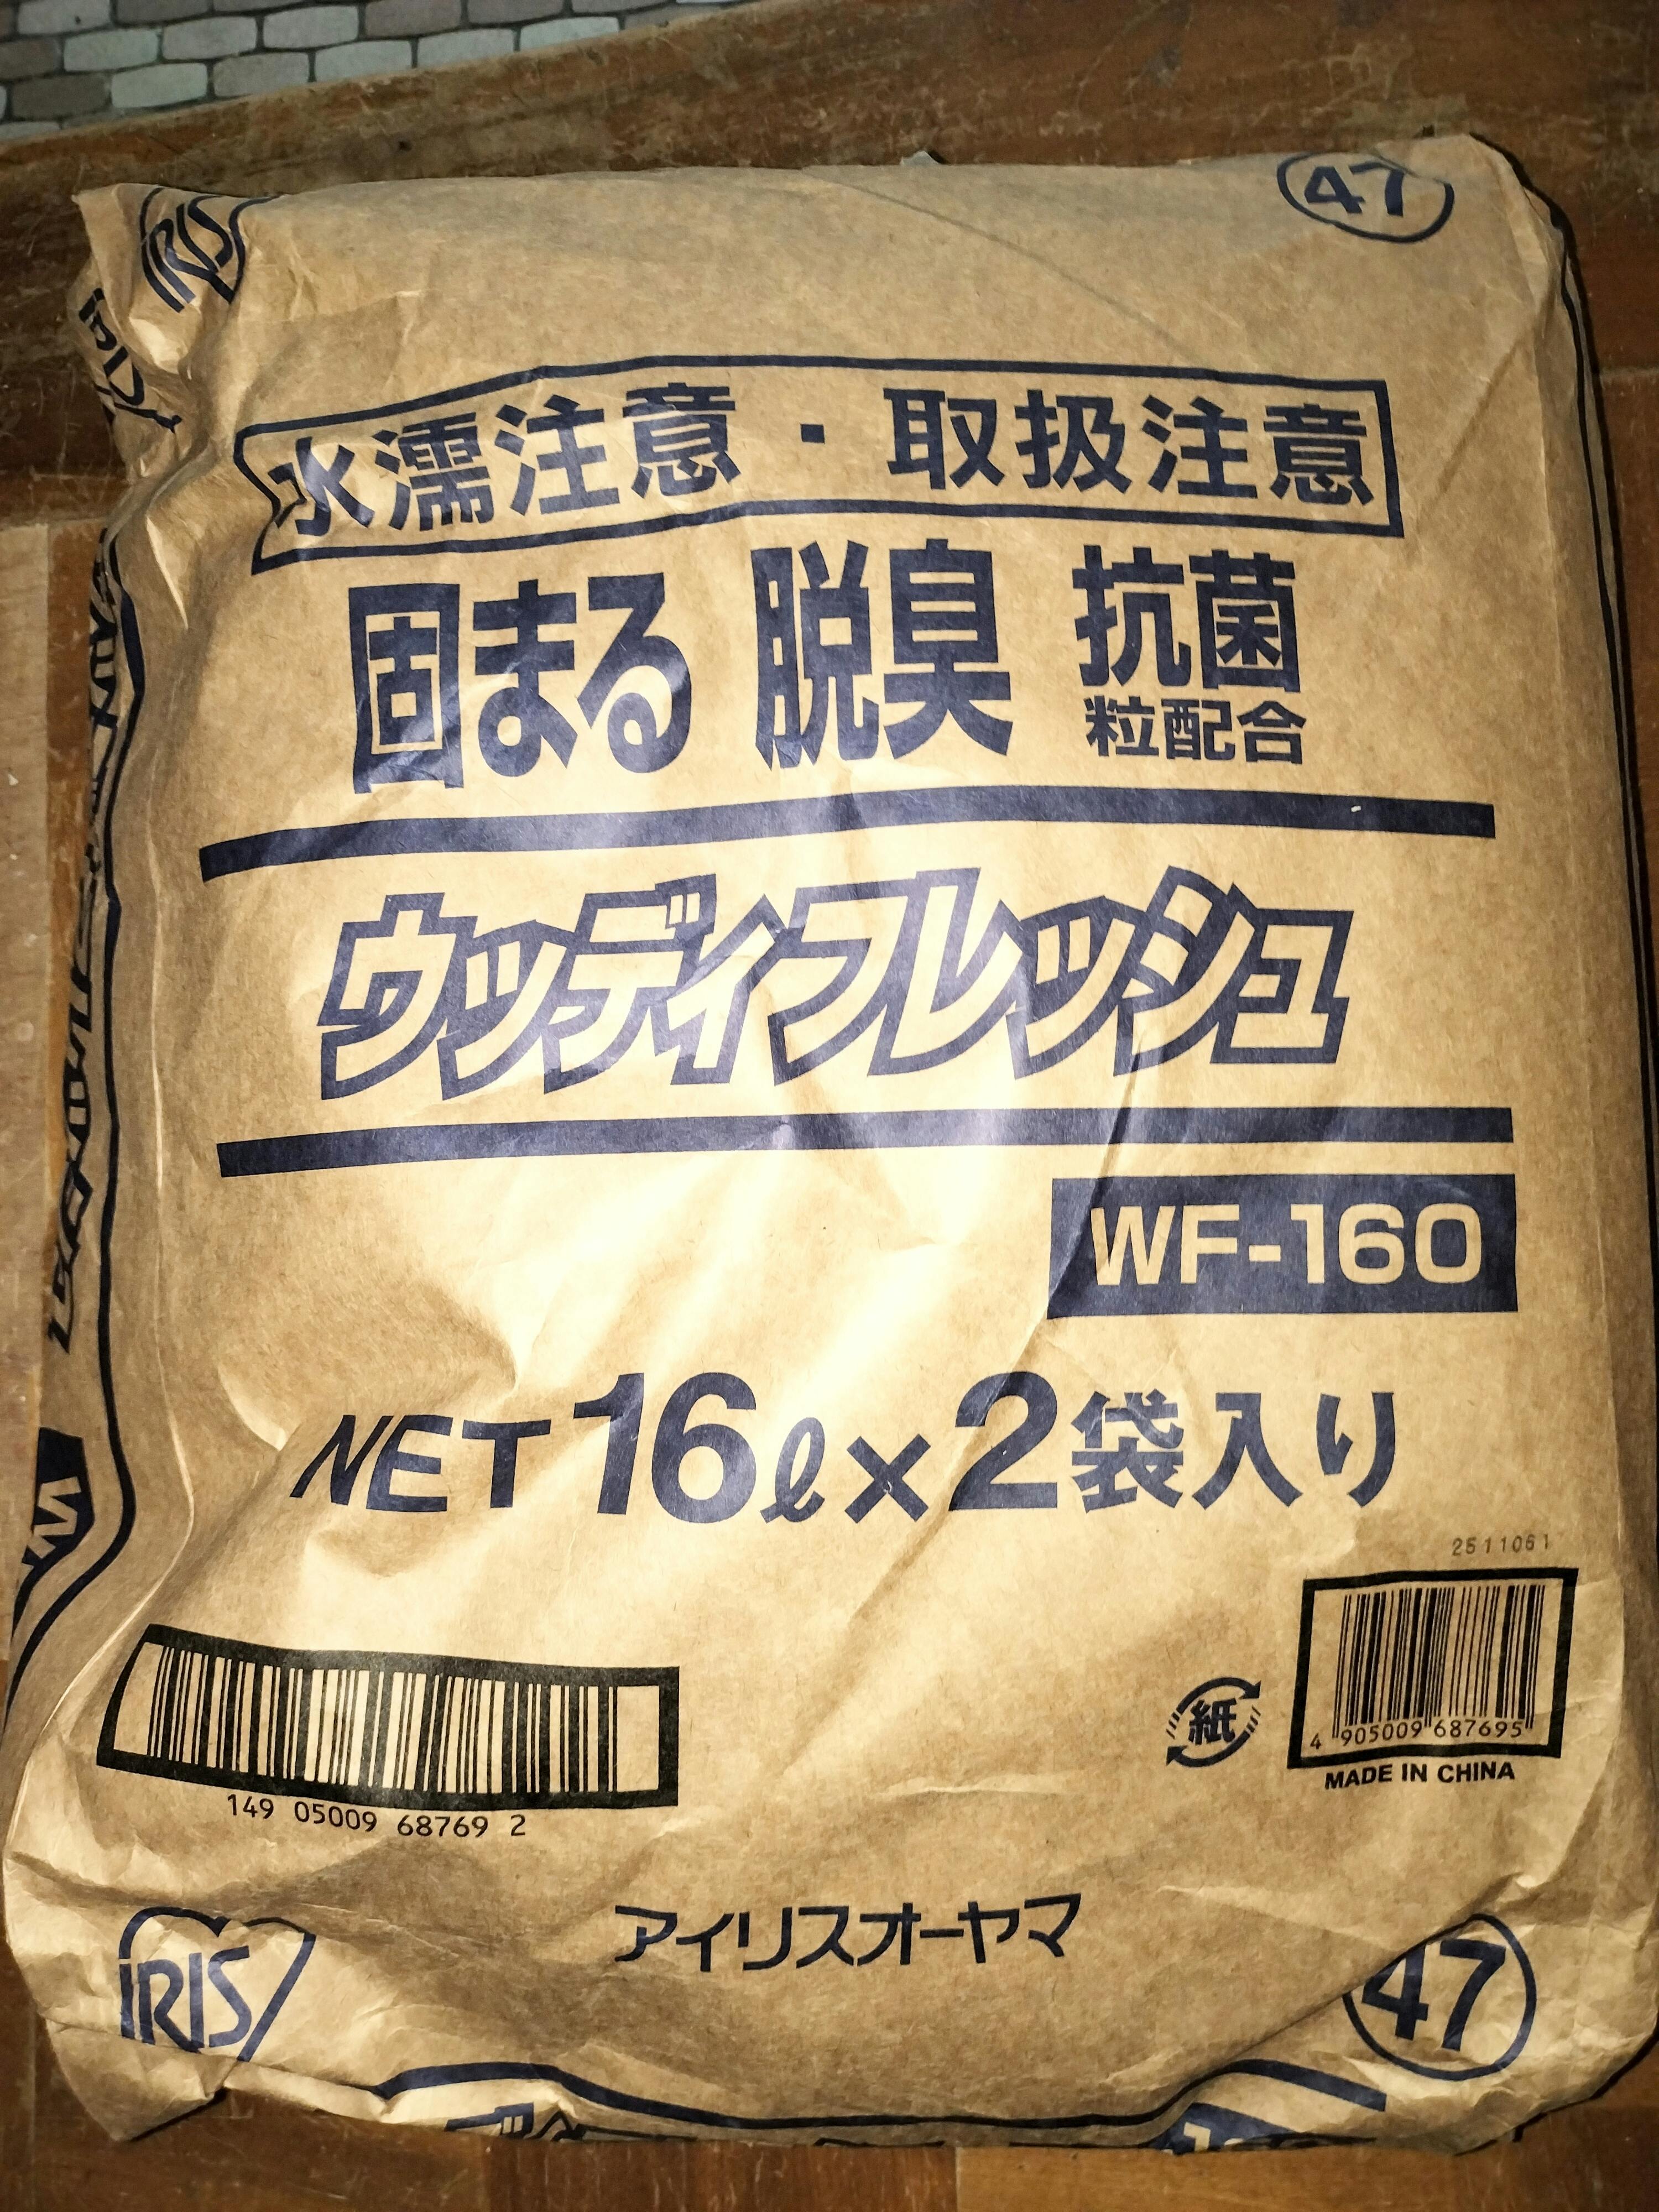 IRIS
47
水濡注意・取扱注意
固まる 脱臭 抗菌
粒配合
ウッディフレッシュ
WF-160
NET 16ℓ×2袋入り
2511061
4 905009 687695
紙
MADE IN CHINA
149 05009 68769 2
アイリスオーヤマ
IRIS
47